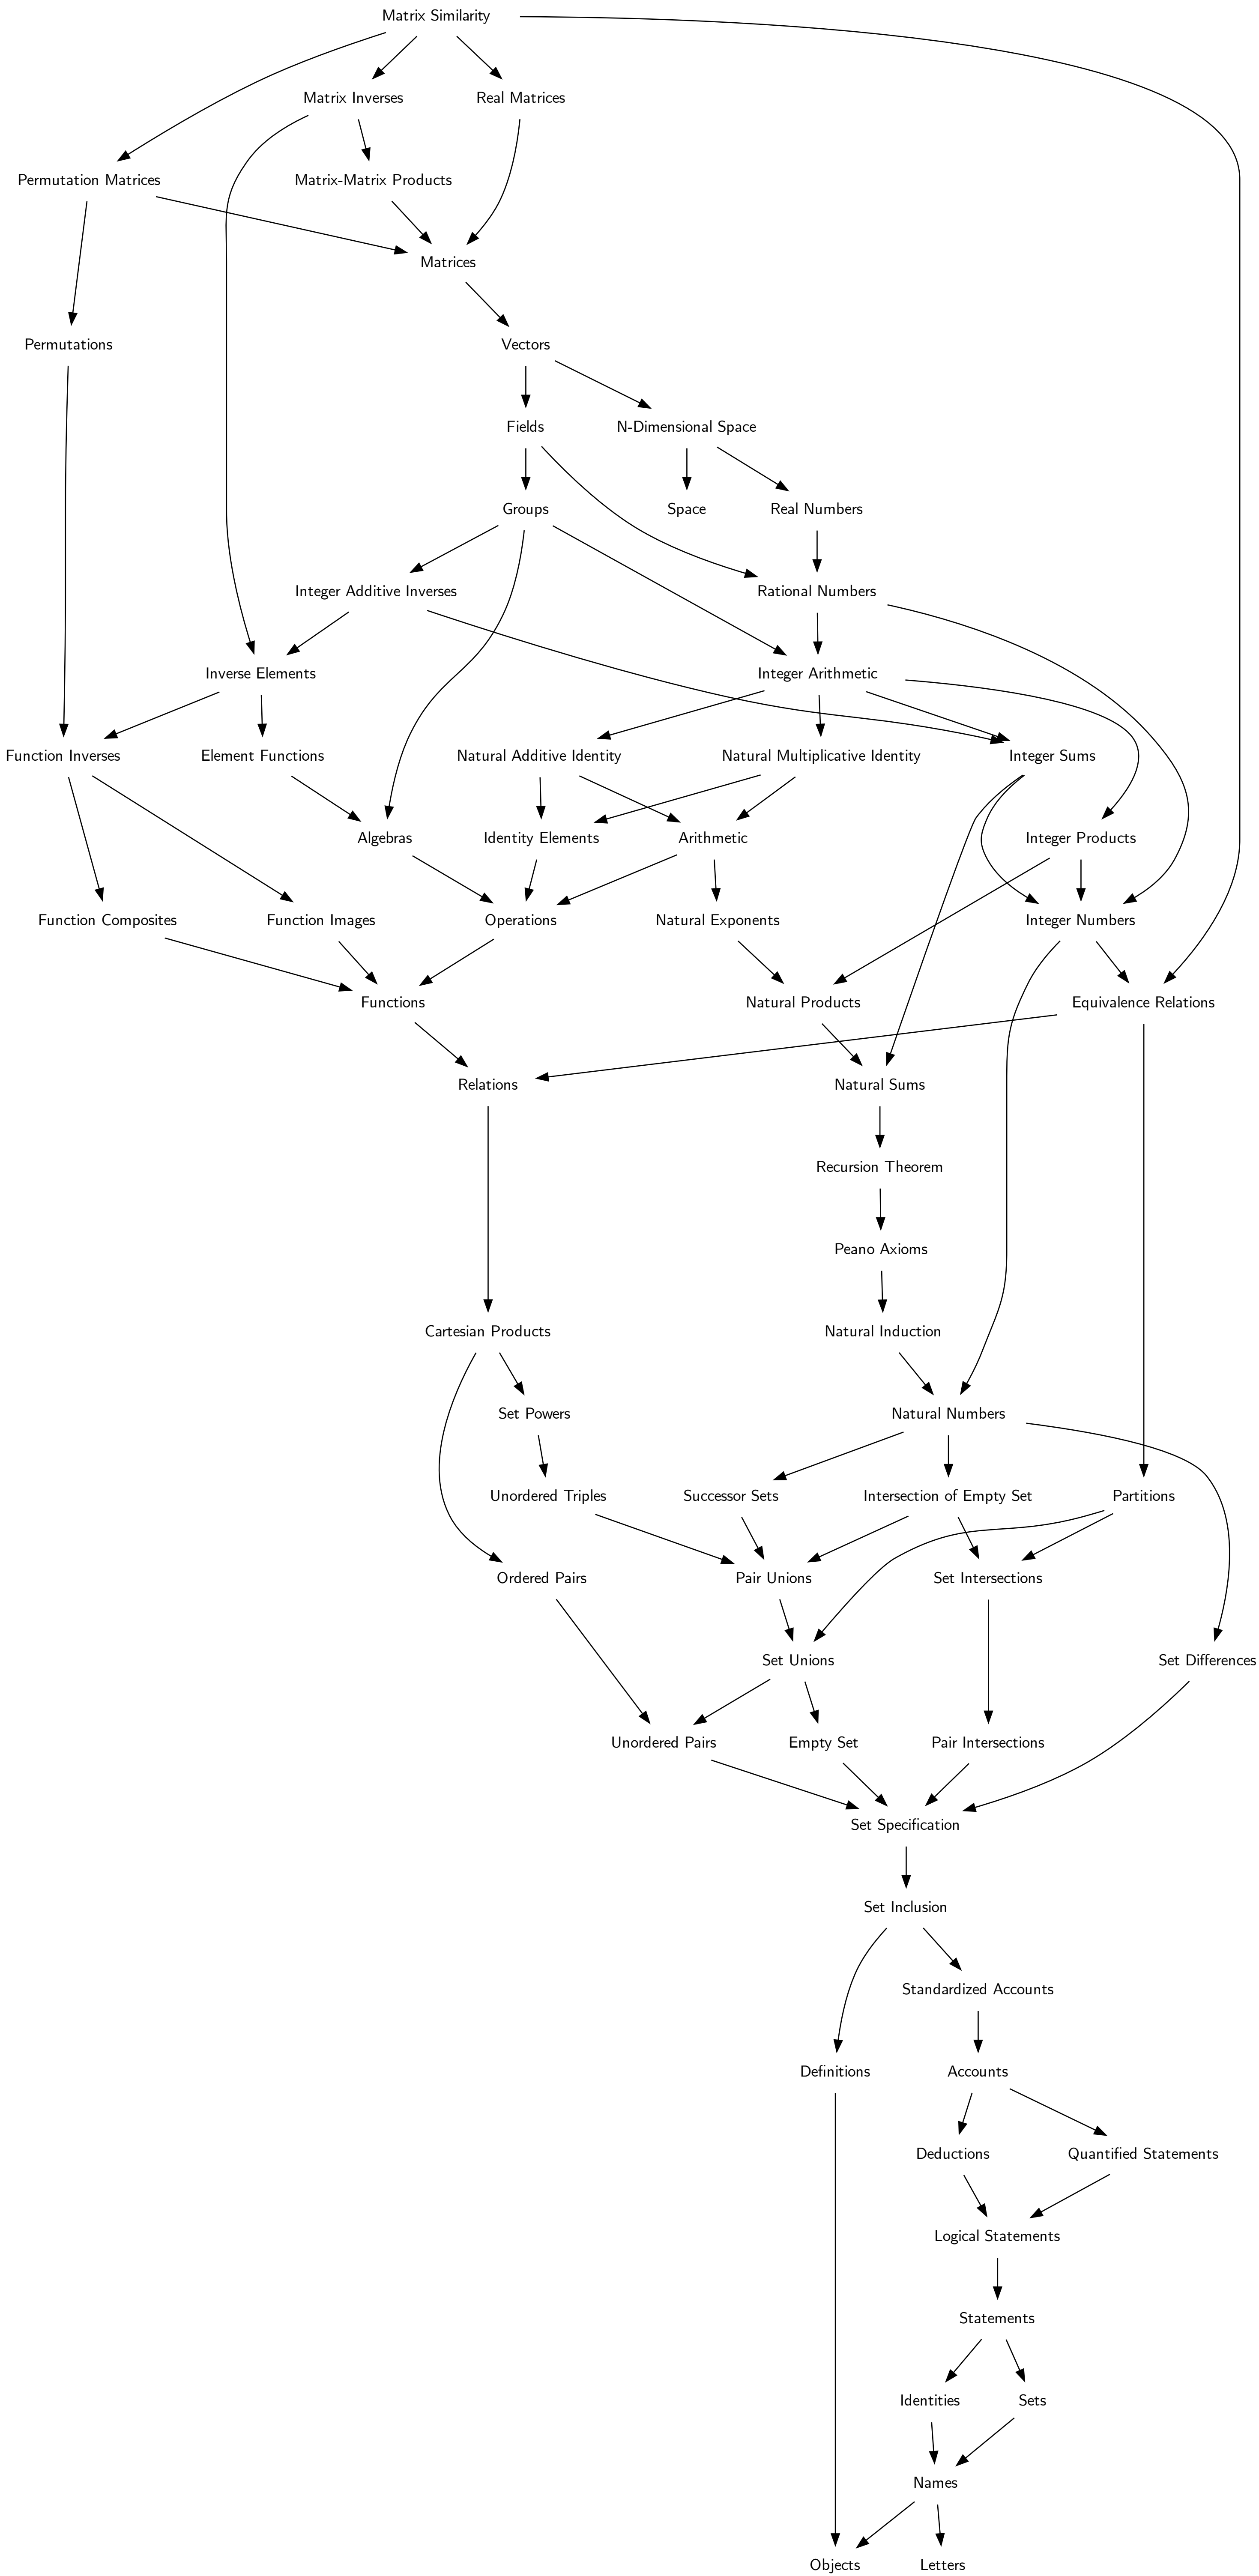 Matrix Similarity
Matrix Inverses
Real Matrices
Permutation Matrices
Matrix-Matrix Products
Matrices
Permutations
Vectors
Fields
N-Dimensional Space
Groups
Space
Real Numbers
Integer Additive Inverses
Rational Numbers
Inverse Elements
Integer Arithmetic
Function Inverses
Element Functions
Natural Additive Identity
Natural Multiplicative Identity
Integer Sums
Algebras
Identity Elements
Arithmetic
Integer Products
Function Composites
Function Images
Operations
Natural Exponents
Integer Numbers
Functions
Natural Products
Equivalence Relations
Relations
Natural Sums
Recursion Theorem
Peano Axioms
Cartesian Products
Natural Induction
Set Powers
Natural Numbers
Unordered Triples
Successor Sets
Intersection of Empty Set
Partitions
Ordered Pairs
Pair Unions
Set Intersections
Set Unions
Set Differences
Unordered Pairs
Empty Set
Pair Intersections
Set Specification
Set Inclusion
Standardized Accounts
Definitions
Accounts
Deductions
Quantified Statements
Logical Statements
Statements
Identities
Sets
Names
Objects
Letters